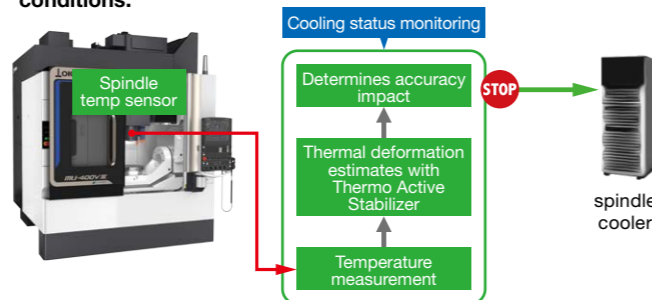 conditions.
Cooling status monitoring
Spindle
temp sensor
Determines accuracy
impact
STOP
Thermal deformation
estimates with
Thermo Active
Stabilizer
Temperature
measurement
spindle
cooler
MU-400V II